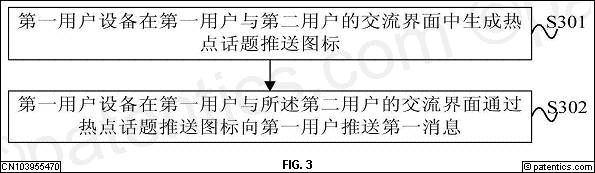 第一用户设备在第一用户与第二用户的交流界面中生成热
点话题推送图标
S301
第一用户设备在第一用户与所述第二用户的交流界面通过
热点话题推送图标向第一用户推送第一消息
S302
CN103955470
FIG. 3
© patentics.com